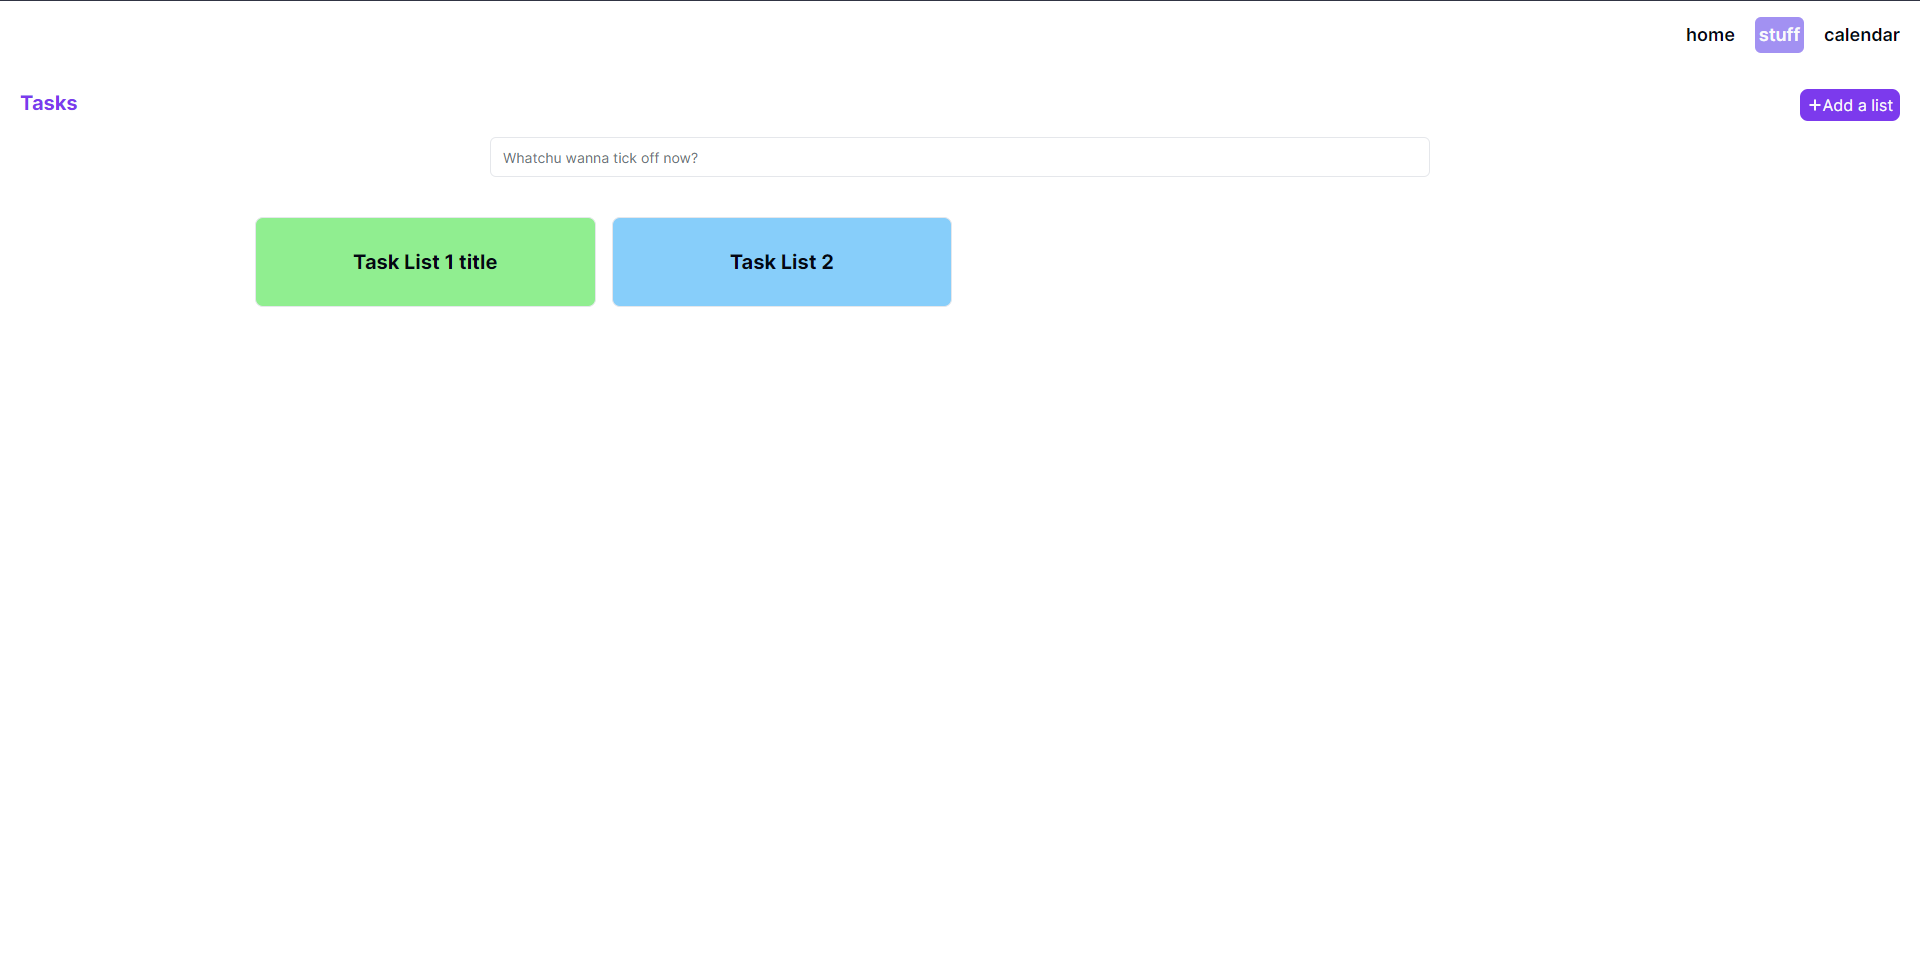 home stuff calendar
Tasks
+Add a list
Whatchu wanna tick off now?
Task List 1 title
Task List 2